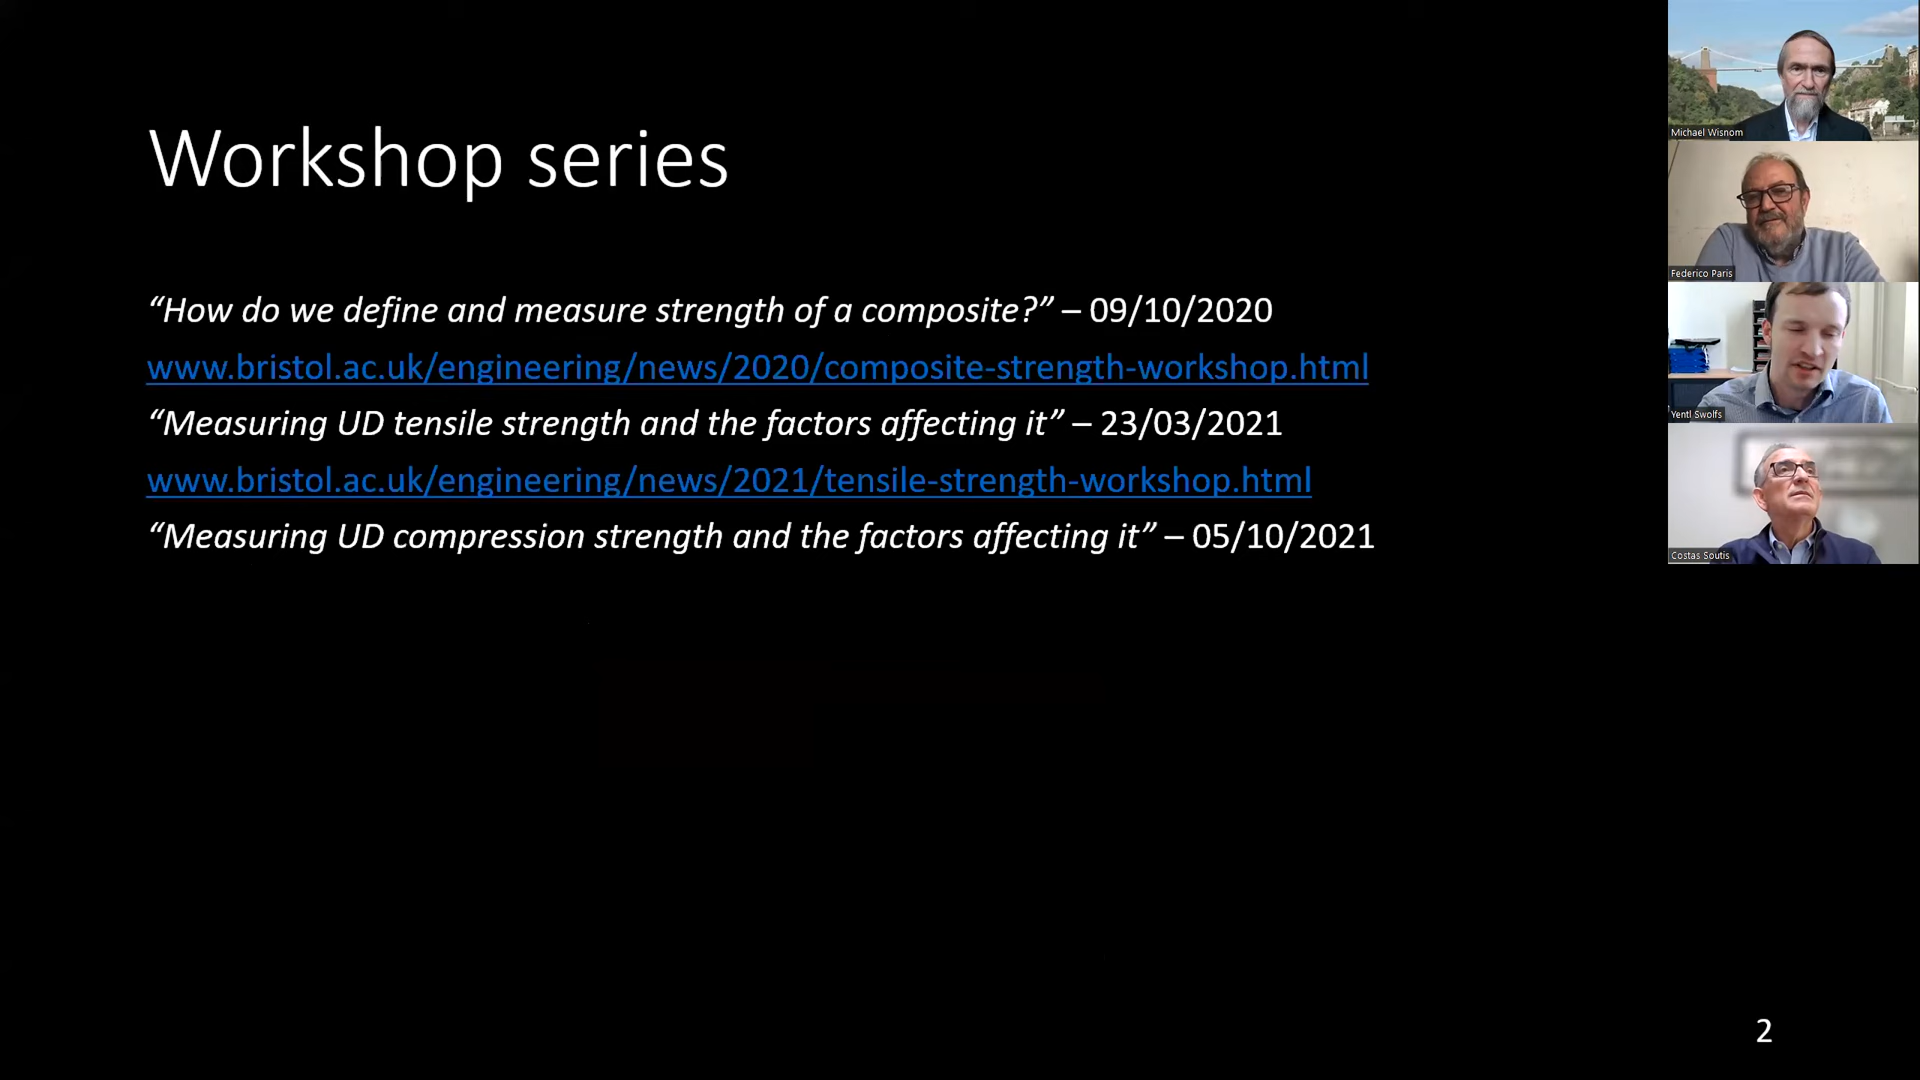 Workshop series
“How do we define and measure strength of a composite?” – 09/10/2020
www.bristol.ac.uk/engineering/news/2020/composite-strength-workshop.html
“Measuring UD tensile strength and the factors affecting it” – 23/03/2021
www.bristol.ac.uk/engineering/news/2021/tensile-strength-workshop.html
“Measuring UD compression strength and the factors affecting it” – 05/10/2021
2
Michael Wisnom
Federico Paris
Yentl Swolfs
Costas Soutis